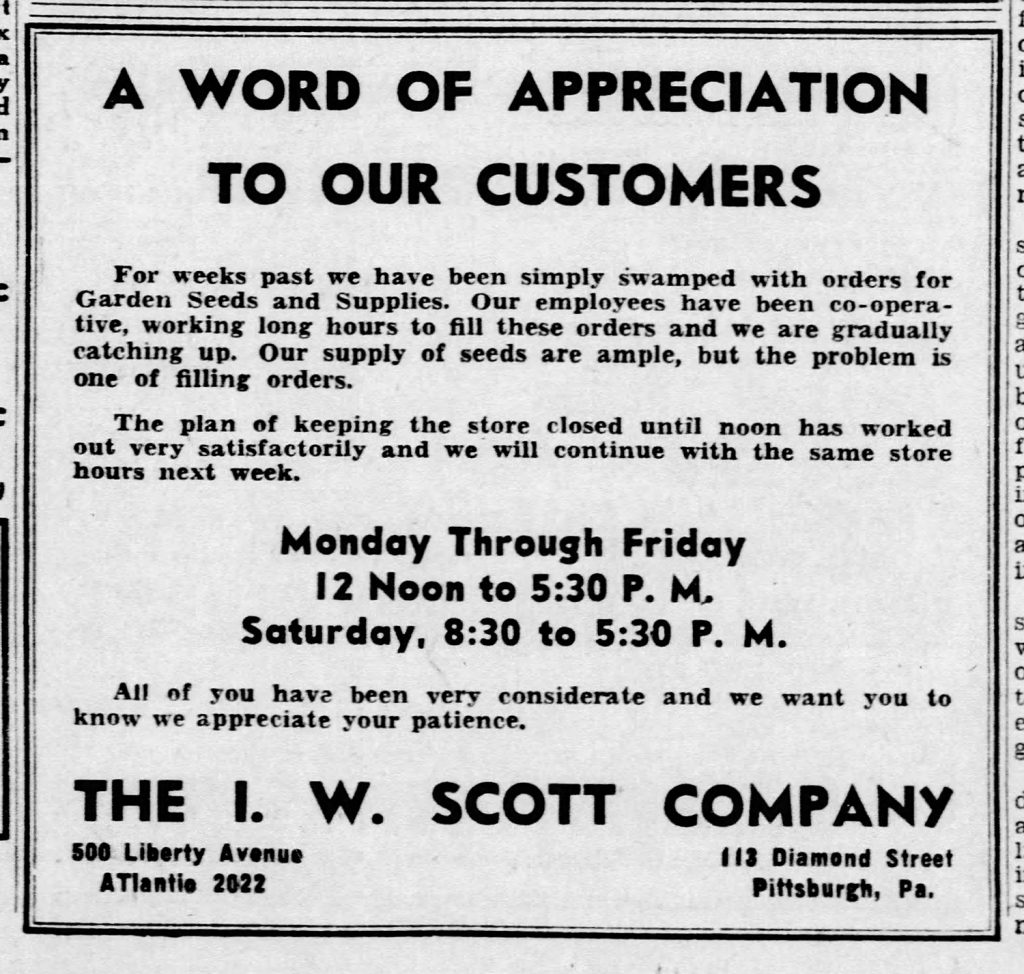 A WORD OF APPRECIATION
TO OUR CUSTOMERS
For weeks past we have been simply swamped with orders for
Garden Seeds and Supplies. Our employees have been co-opera-
tive, working long hours to fill these orders and we are gradually
catching up. Our supply of seeds are ample, but the problem is
one of filling orders.
The plan of keeping the store closed until noon has worked
out very satisfactorily and we will continue with the same store
hours next week.
Monday Through Friday
12 Noon to 5:30 P. M.
Saturday, 8:30 to 5:30 P. M.
All of you have been very considerate and we want you to
know we appreciate your patience.
THE I. W. SCOTT COMPANY
500 Liberty Avenue
ATlantic 2022
113 Diamond Street
Pittsburgh, Pa.